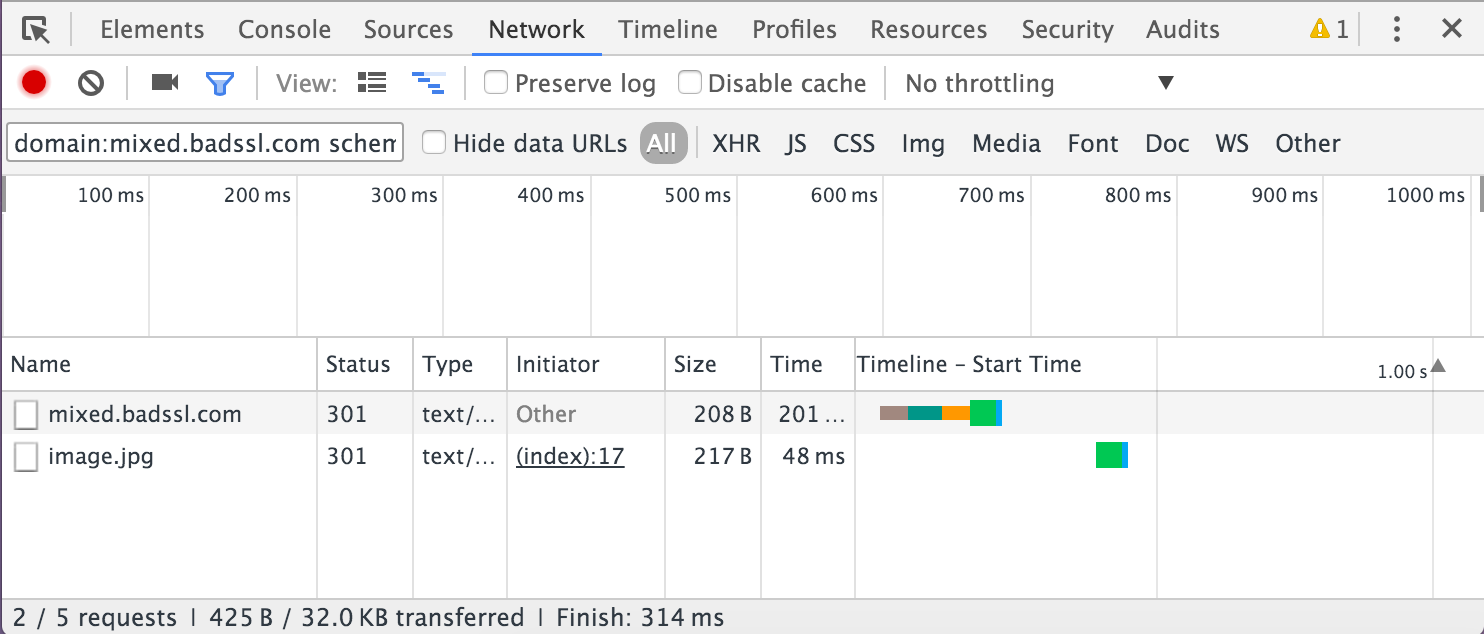 Elements Console Sources Network Timeline Profiles Resources Security Audits 1
View: Preserve log Disable cache No throttling
domain:mixed.badssl.com schem Hide data URLs All XHR JS CSS Img Media Font Doc WS Other
100 ms 200 ms 300 ms 400 ms 500 ms 600 ms 700 ms 800 ms 900 ms 1000 ms
Name Status Type Initiator Size Time Timeline – Start Time 1.00 s
mixed.badssl.com 301 text/... Other 208 B 201 ...
image.jpg 301 text/... (index):17 217 B 48 ms
2 / 5 requests | 425 B / 32.0 KB transferred | Finish: 314 ms